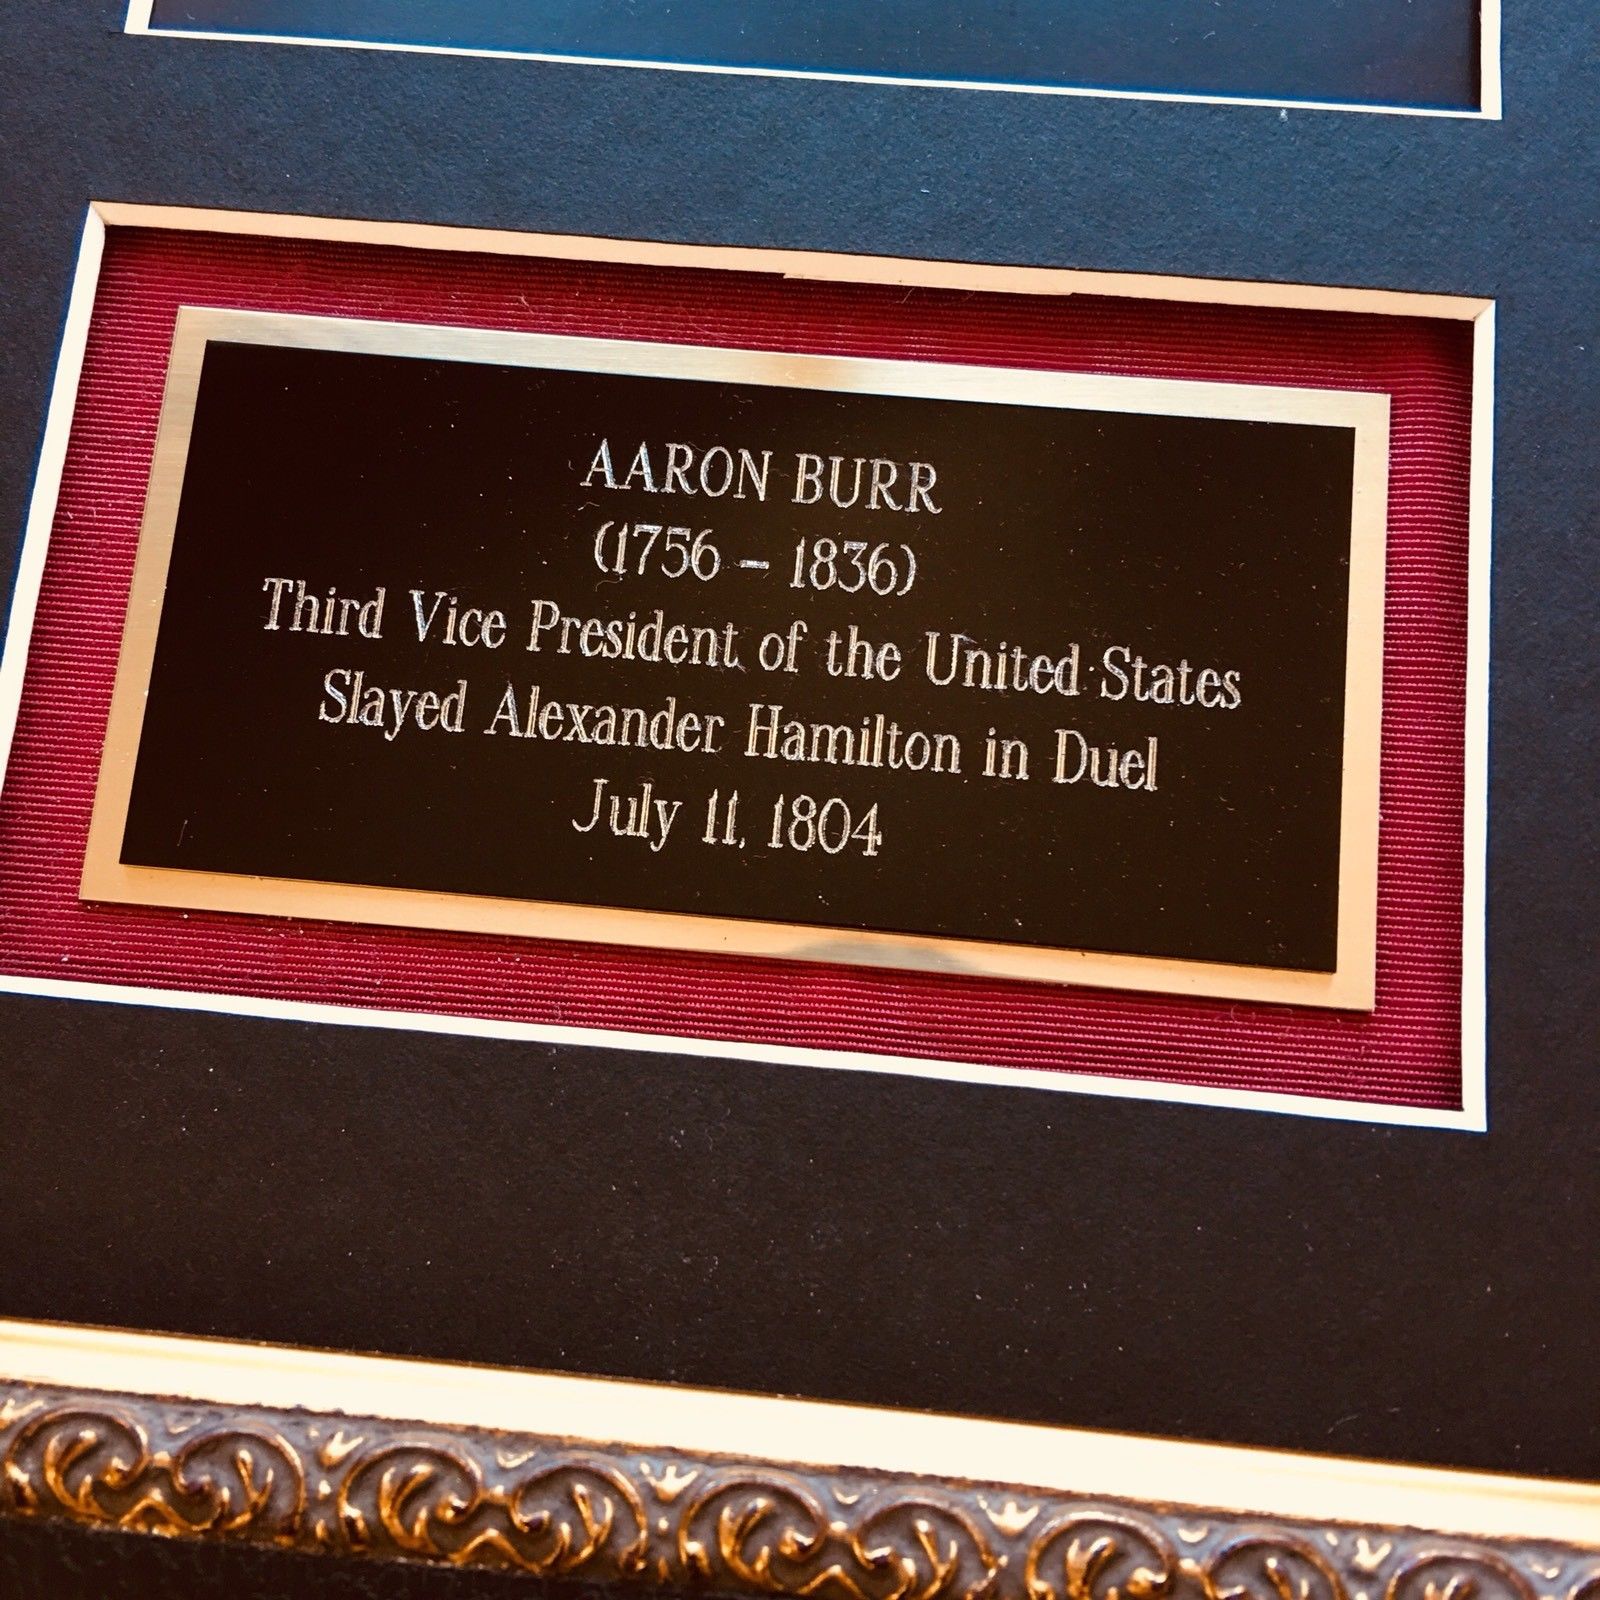 AARON BURR
(1756 – 1836)
Third Vice President of the United States
Slayed Alexander Hamilton in Duel
July 11, 1804